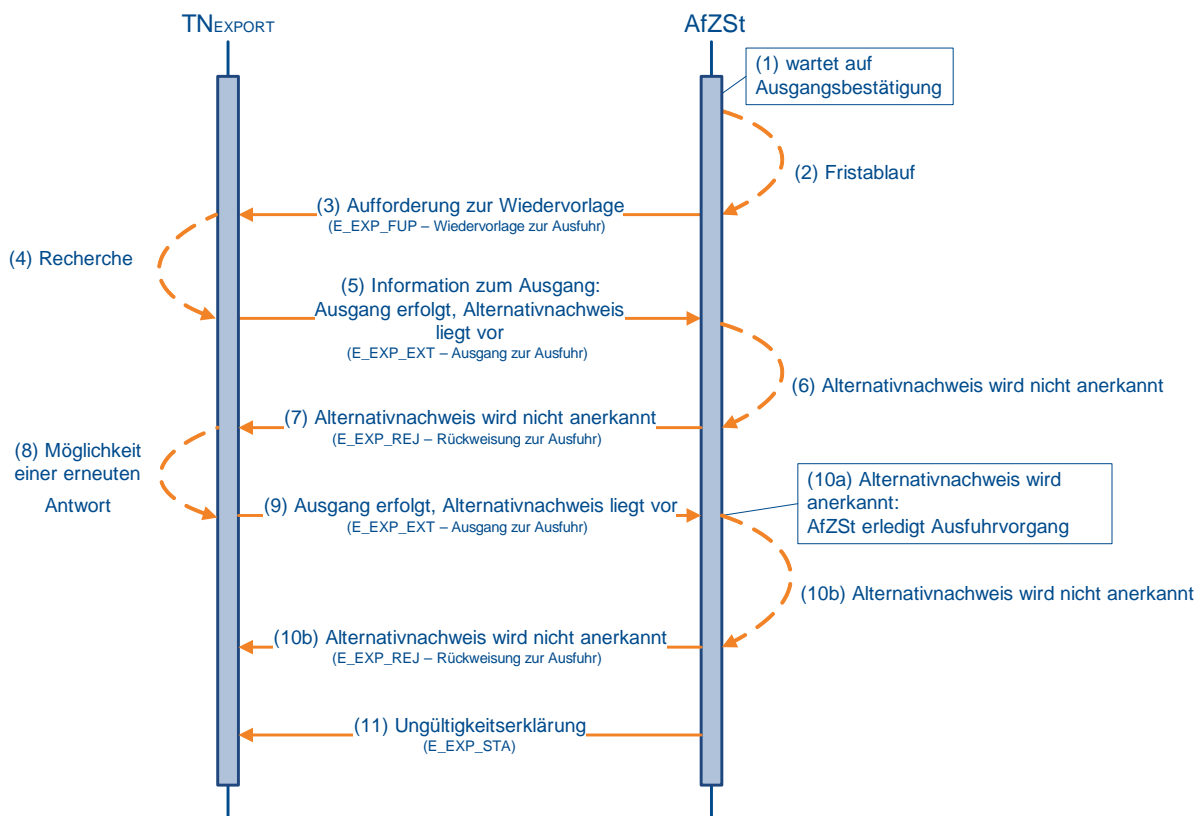 TNEXPORT
AfZSt
(1) wartet auf
Ausgangsbestätigung
(2) Fristablauf
(3) Aufforderung zur Wiedervorlage
(E_EXP_FUP – Wiedervorlage zur Ausfuhr)
(4) Recherche
(5) Information zum Ausgang:
Ausgang erfolgt, Alternativnachweis
liegt vor
(E_EXP_EXT – Ausgang zur Ausfuhr)
(6) Alternativnachweis wird nicht anerkannt
(7) Alternativnachweis wird nicht anerkannt
(E_EXP_REJ – Rückweisung zur Ausfuhr)
(8) Möglichkeit
einer erneuten
Antwort
(9) Ausgang erfolgt, Alternativnachweis liegt vor
(E_EXP_EXT – Ausgang zur Ausfuhr)
(10a) Alternativnachweis wird
anerkannt:
AfZSt erledigt Ausfuhrvorgang
(10b) Alternativnachweis wird nicht anerkannt
(10b) Alternativnachweis wird nicht anerkannt
(E_EXP_REJ – Rückweisung zur Ausfuhr)
(11) Ungültigkeitserklärung
(E_EXP_STA)